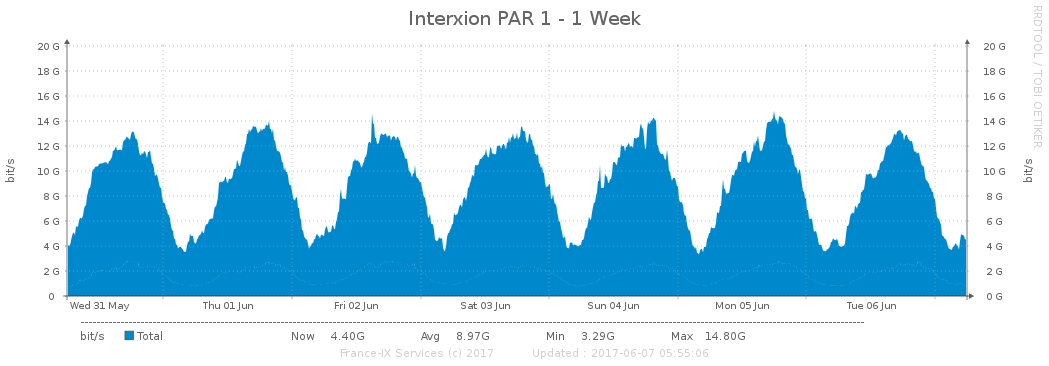 Interxion PAR 1 - 1 Week
RRDTOOL / TOBI OETIKER
bit/s
20 G
18 G
16 G
14 G
12 G
10 G
8 G
6 G
4 G
2 G
0
20 G
18 G
16 G
14 G
12 G
10 G
8 G
6 G
4 G
2 G
0 G
bit/s
Wed 31 May Thu 01 Jun Fri 02 Jun Sat 03 Jun Sun 04 Jun Mon 05 Jun Tue 06 Jun
bit/s Total Now 4.40G Avg 8.97G Min 3.29G Max 14.80G
France-IX Services (c) 2017 Updated : 2017-06-07 05:55:06